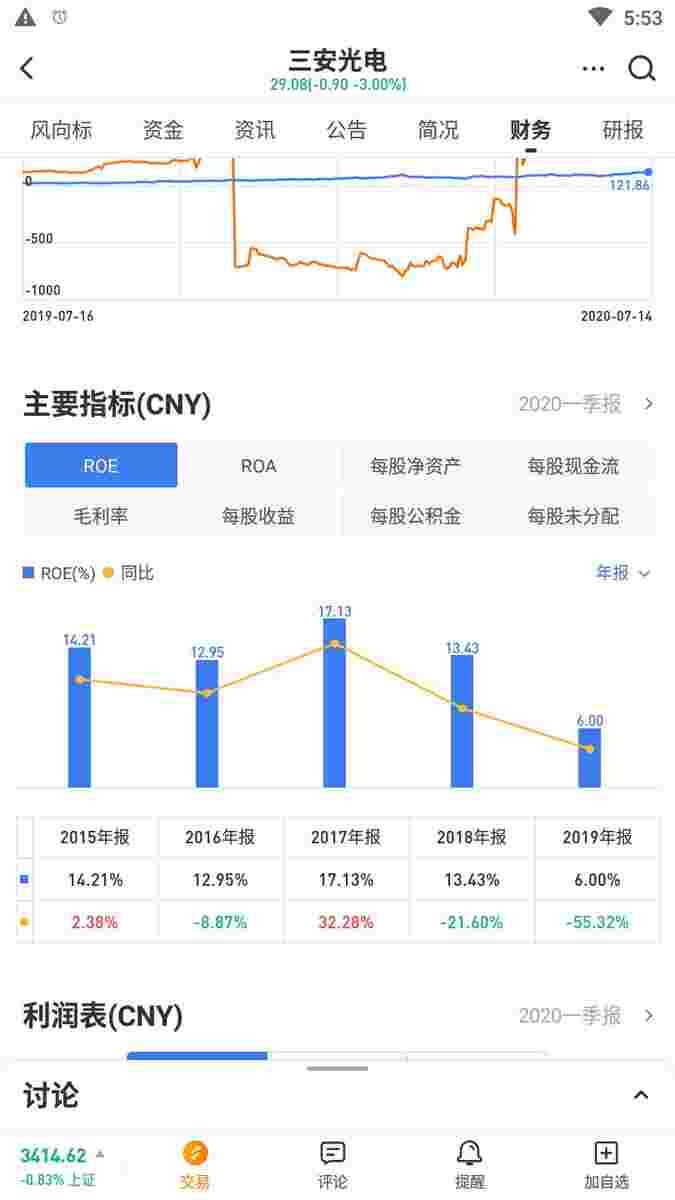 5:53
三安光电
29.08(-0.90 -3.00%)
风向标 资金 资讯 公告 简况 财务 研报
0
121.86
-500
-1000
2019-07-16 2020-07-14
主要指标(CNY) 2020一季报
ROE ROA 每股净资产 每股现金流
毛利率 每股收益 每股公积金 每股未分配
ROE(%) 同比 年报
17.13
14.21
13.43
12.95
6.00
2015年报 2016年报 2017年报 2018年报 2019年报
14.21% 12.95% 17.13% 13.43% 6.00%
2.38% -8.87% 32.28% -21.60% -55.32%
利润表(CNY) 2020一季报
讨论
3414.62
-0.83% 上证
交易 评论 提醒 加自选